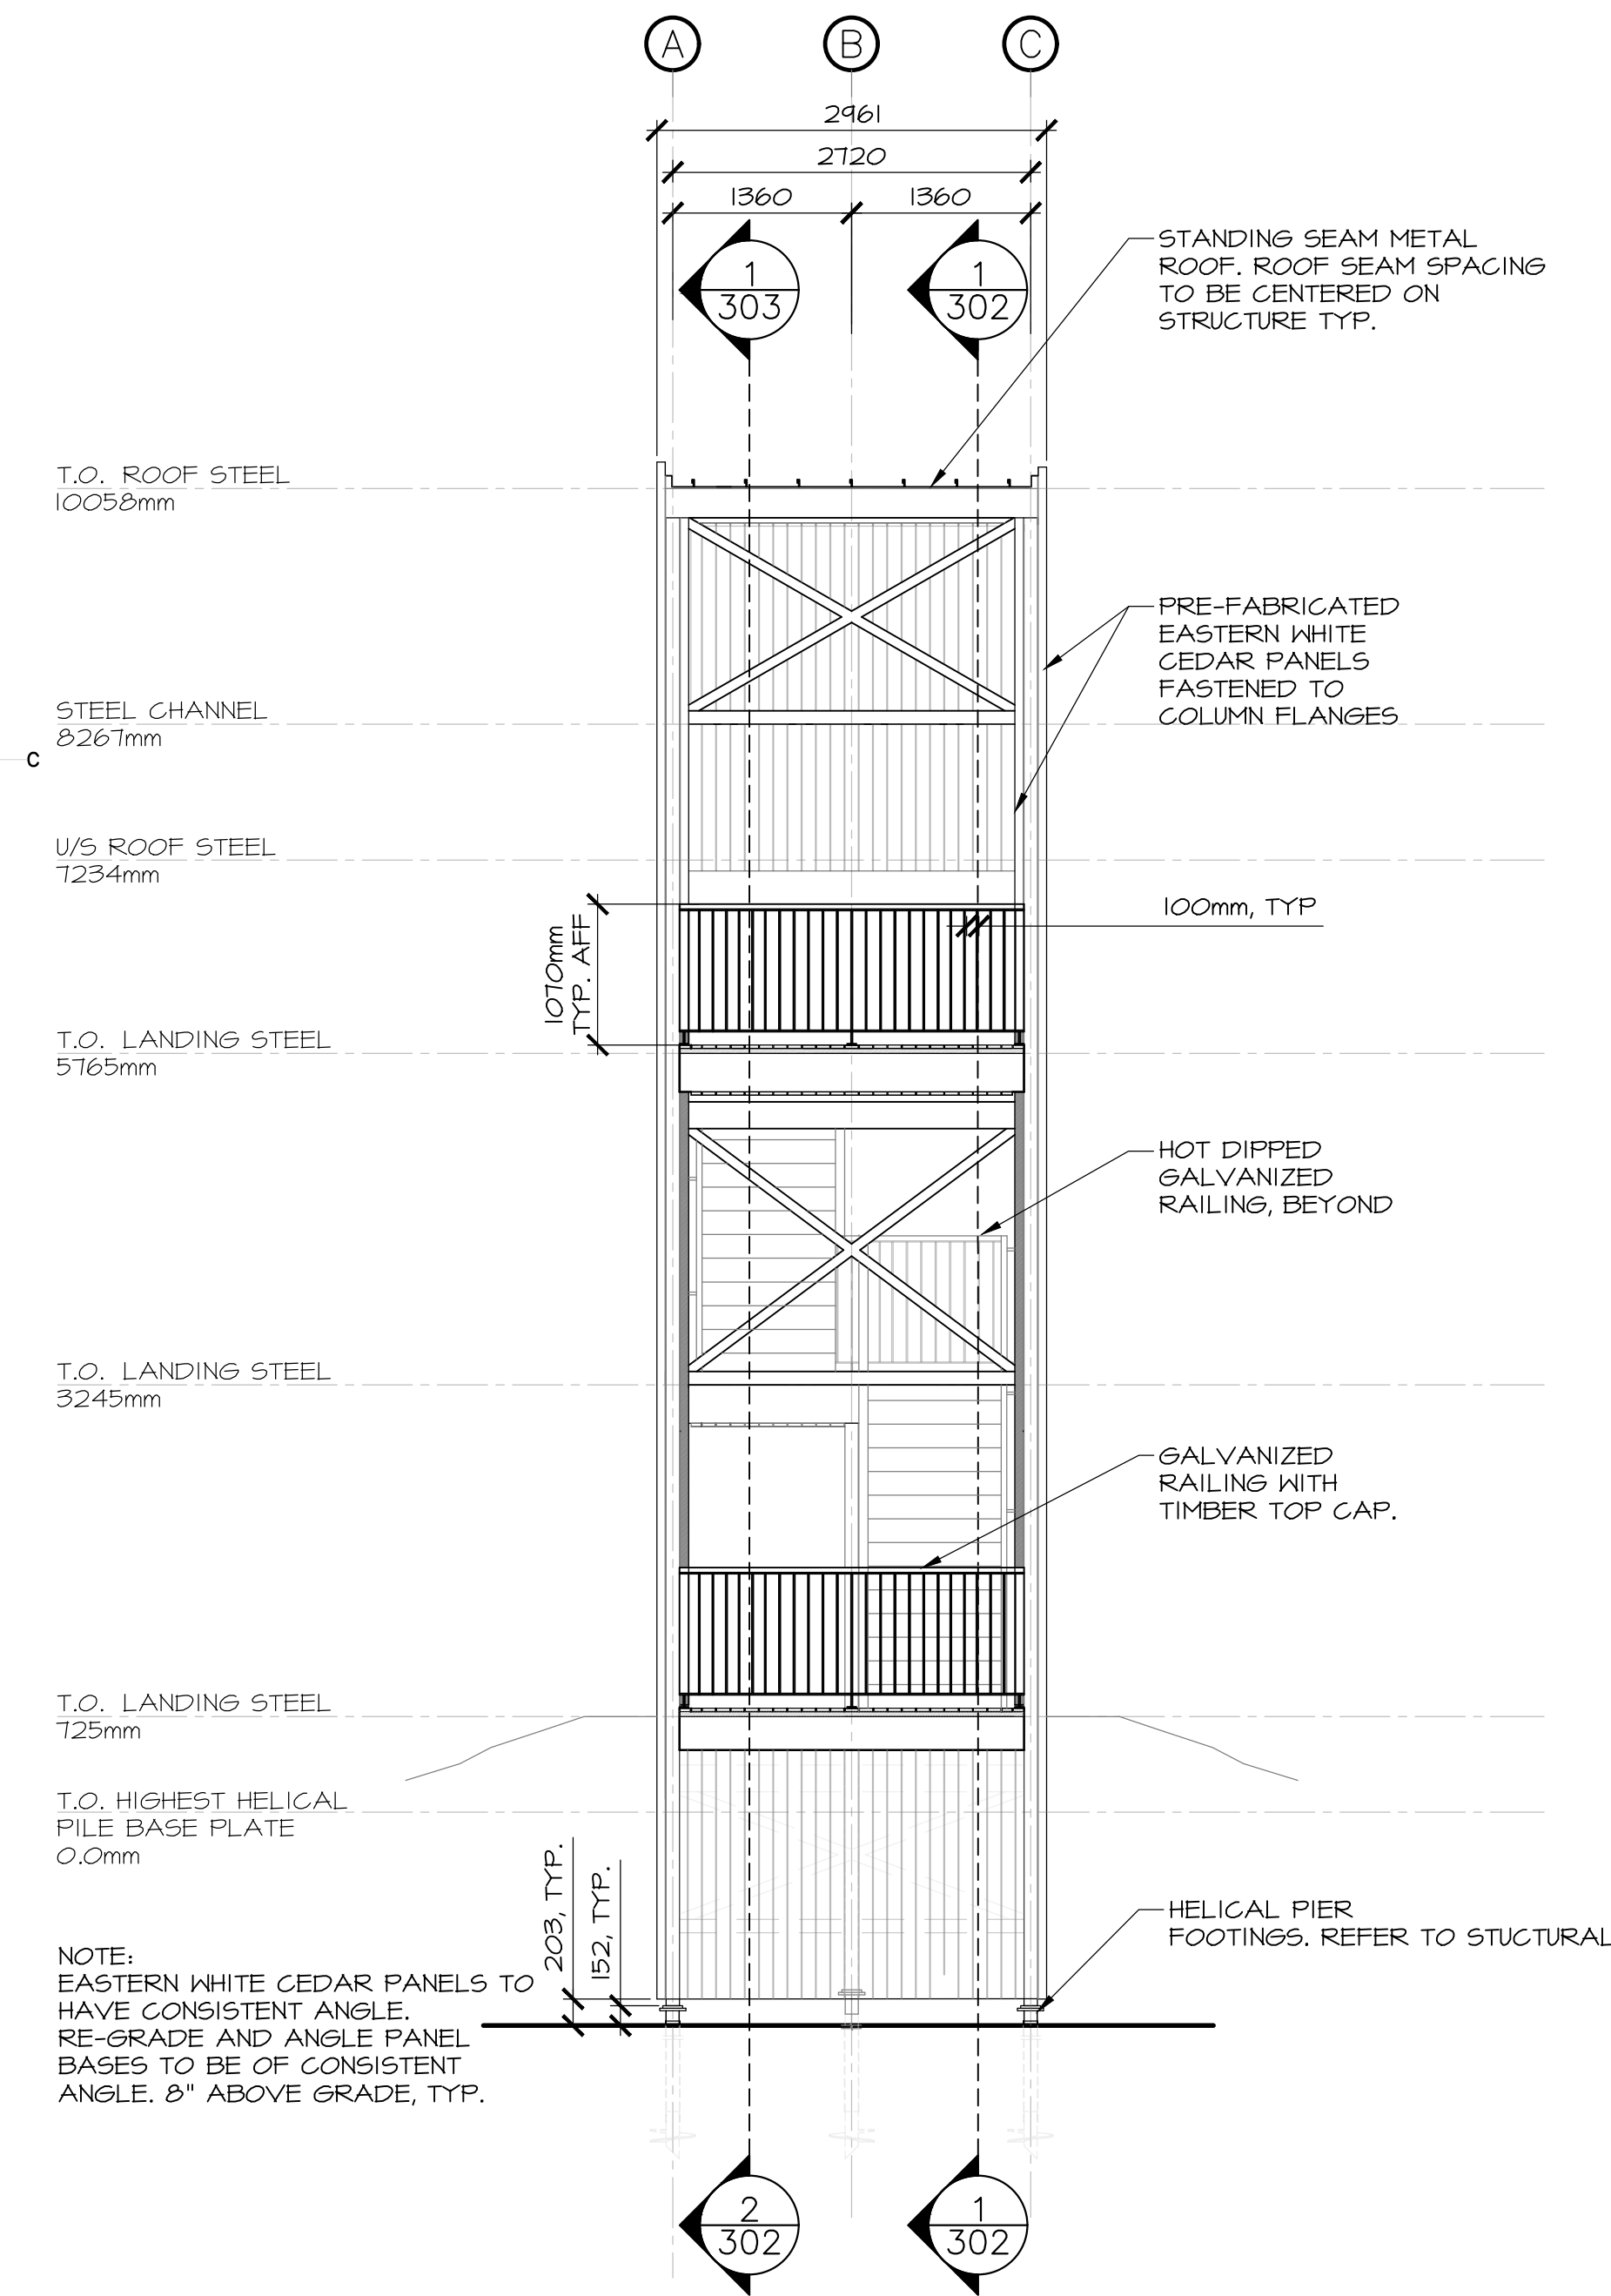 A B C
2961
2720
1360 1360
1
303
1
302
STANDING SEAM METAL
ROOF. ROOF SEAM SPACING
TO BE CENTERED ON
STRUCTURE TYP.
T.O. ROOF STEEL
10058mm
PRE-FABRICATED
EASTERN WHITE
CEDAR PANELS
FASTENED TO
COLUMN FLANGES
STEEL CHANNEL
8267mm
C
U/S ROOF STEEL
7234mm
100mm, TYP
1070mm
TYP. AFF
T.O. LANDING STEEL
5765mm
HOT DIPPED
GALVANIZED
RAILING, BEYOND
T.O. LANDING STEEL
3245mm
GALVANIZED
RAILING WITH
TIMBER TOP CAP.
T.O. LANDING STEEL
725mm
T.O. HIGHEST HELICAL
PILE BASE PLATE
0.0mm
203, TYP.
152, TYP.
HELICAL PIER
FOOTINGS. REFER TO STUCTURAL
NOTE:
EASTERN WHITE CEDAR PANELS TO
HAVE CONSISTENT ANGLE.
RE-GRADE AND ANGLE PANEL
BASES TO BE OF CONSISTENT
ANGLE. 8" ABOVE GRADE, TYP.
2
302
1
302